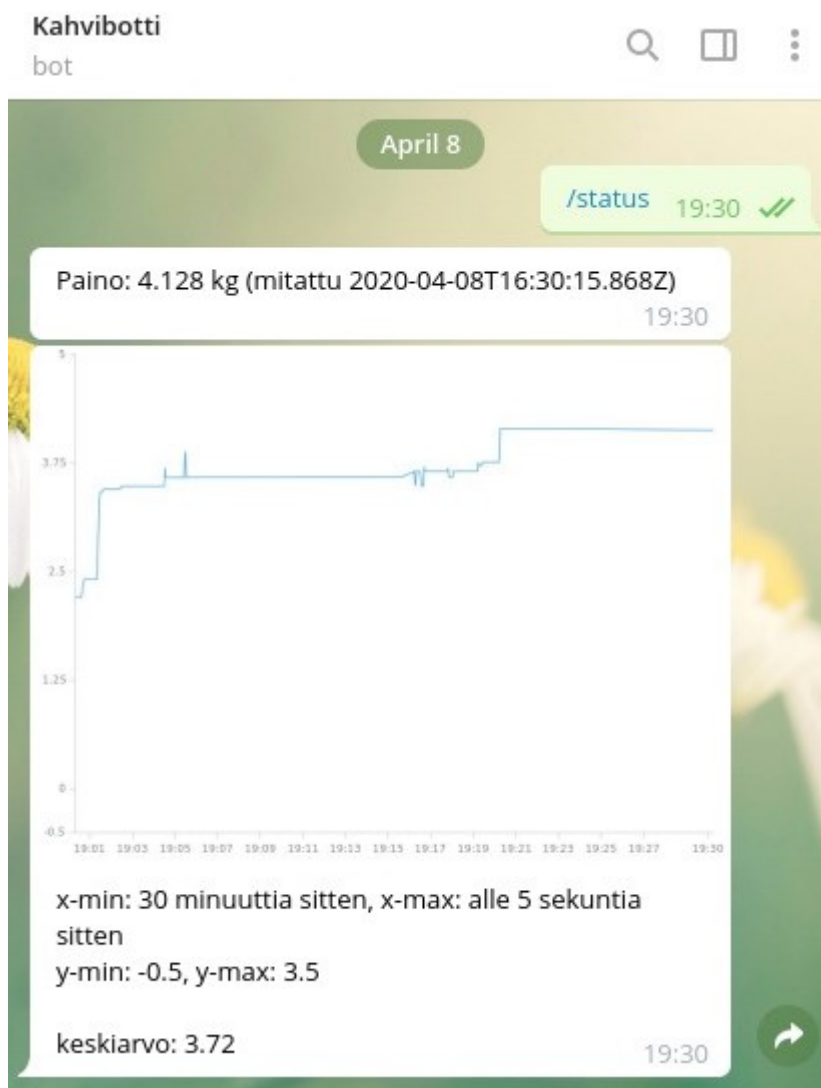 Kahvibotti
bot
April 8
/status 19:30
Paino: 4.128 kg (mitattu 2020-04-08T16:30:15.868Z)
19:30
5
3.75
2.5
1.25
0
-0.5
19:01 19:03 19:05 19:07 19:09 19:11 19:13 19:15 19:17 19:19 19:21 19:23 19:25 19:27 19:30
x-min: 30 minuuttia sitten, x-max: alle 5 sekuntia
sitten
y-min: -0.5, y-max: 3.5
keskiarvo: 3.72
19:30